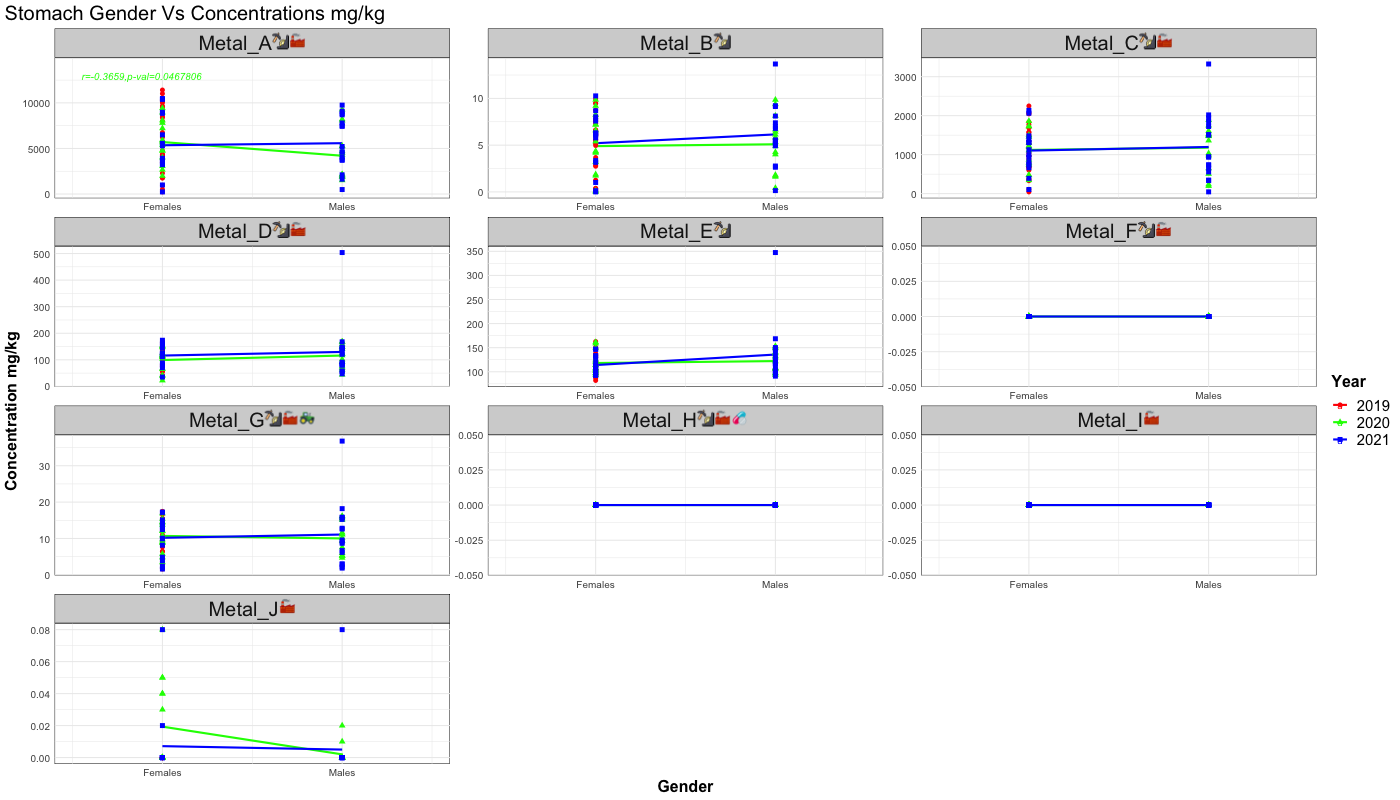 Stomach Gender Vs Concentrations mg/kg
Metal_A
Metal_B
Metal_C
r=-0.3659,p-val=0.0467806
10000
5000
0
10
5
0
3000
2000
1000
0
Females
Males
Females
Males
Females
Males
Metal_D
Metal_E
Metal_F
500
400
300
200
100
0
350
300
250
200
150
100
0.050
0.025
0.000
-0.025
-0.050
Females
Males
Females
Males
Females
Males
Metal_G
Metal_H
Metal_I
30
20
10
0
0.050
0.025
0.000
-0.025
-0.050
0.050
0.025
0.000
-0.025
-0.050
Females
Males
Females
Males
Females
Males
Metal_J
0.08
0.06
0.04
0.02
0.00
Females
Males
Concentration mg/kg
Gender
Year
2019
2020
2021